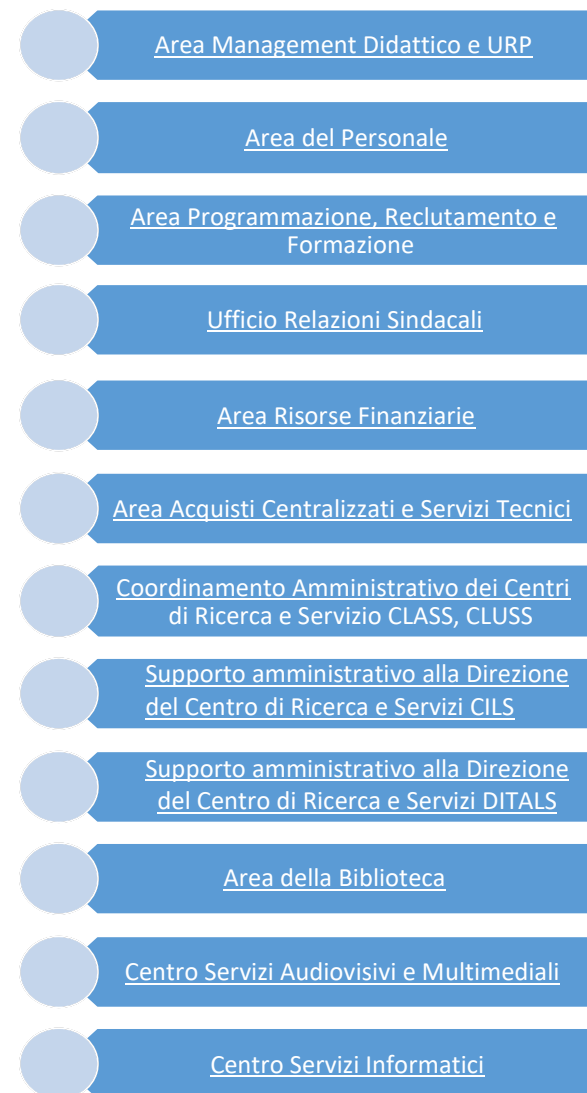 Area Management Didattico e URP
Area del Personale
Area Programmazione, Reclutamento e
Formazione
Ufficio Relazioni Sindacali
Area Risorse Finanziarie
Area Acquisti Centralizzati e Servizi Tecnici
Coordinamento Amministrativo dei Centri
di Ricerca e Servizio CLASS, CLUSS
Supporto amministrativo alla Direzione
del Centro di Ricerca e Servizi CILS
Supporto amministrativo alla Direzione
del Centro di Ricerca e Servizi DITALS
Area della Biblioteca
Centro Servizi Audiovisivi e Multimediali
Centro Servizi Informatici